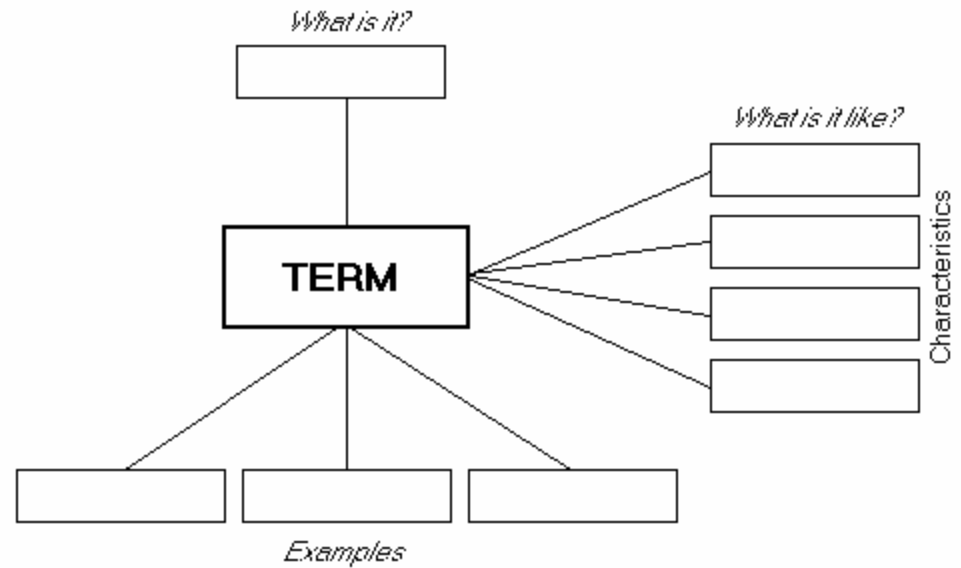 What is it?
What is it like?
Characteristics
TERM
Examples